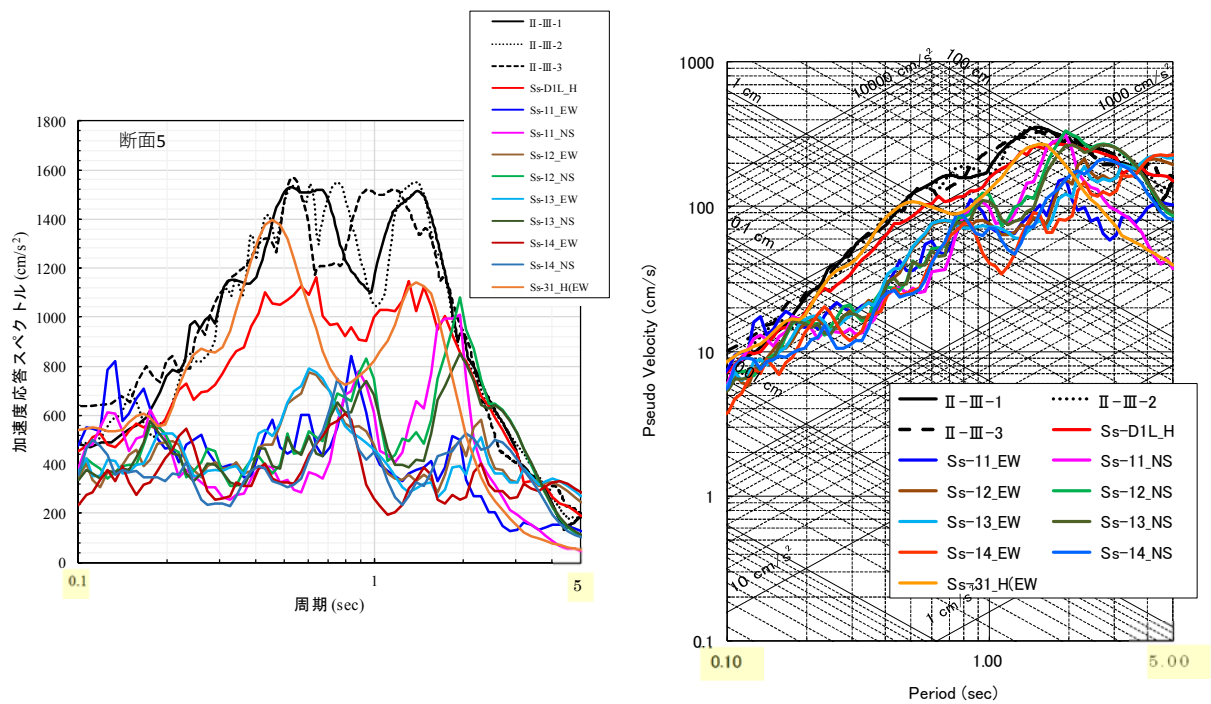 Ⅱ-Ⅲ-1
Ⅱ-Ⅲ-2
Ⅱ-Ⅲ-3
Ss-D1L_H
Ss-11_EW
Ss-11_NS
Ss-12_EW
Ss-12_NS
Ss-13_EW
Ss-13_NS
Ss-14_EW
Ss-14_NS
Ss-31_H(EW
断面5
加速度応答スペクトル (cm/s²)
1800
1600
1400
1200
1000
800
600
400
200
0
0.1
1
5
周期 (sec)
1000
100
10
1
0.1
Pseudo Velocity (cm/s)
1 cm
10000 cm/s²
100 cm
1000 cm/s²
0.1 cm
0.01 cm
10 cm/s²
1 cm/s²
Ⅱ-Ⅲ-1 Ⅱ-Ⅲ-2
Ⅱ-Ⅲ-3 Ss-D1L_H
Ss-11_EW Ss-11_NS
Ss-12_EW Ss-12_NS
Ss-13_EW Ss-13_NS
Ss-14_EW Ss-14_NS
Ss-31_H(EW
0.10
1.00
5.00
Period (sec)